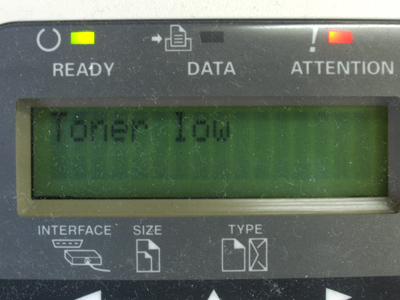 READY DATA ATTENTION
Toner low
INTERFACE SIZE TYPE